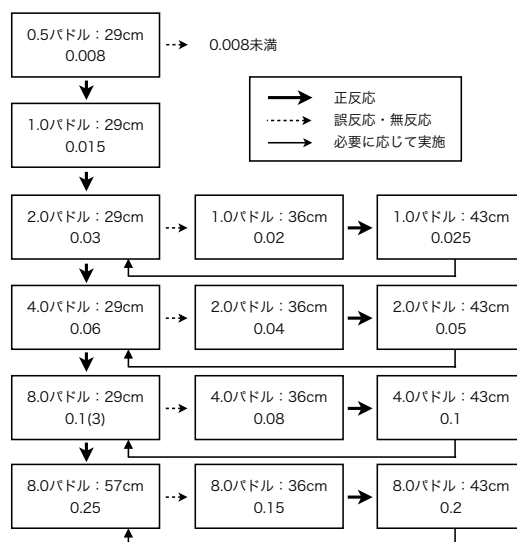 0.5パドル：29cm
0.008
0.008未満
正反応
誤反応・無反応
必要に応じて実施
1.0パドル：29cm
0.015
2.0パドル：29cm
0.03
1.0パドル：36cm
0.02
1.0パドル：43cm
0.025
4.0パドル：29cm
0.06
2.0パドル：36cm
0.04
2.0パドル：43cm
0.05
8.0パドル：29cm
0.1(3)
4.0パドル：36cm
0.08
4.0パドル：43cm
0.1
8.0パドル：57cm
0.25
8.0パドル：36cm
0.15
8.0パドル：43cm
0.2